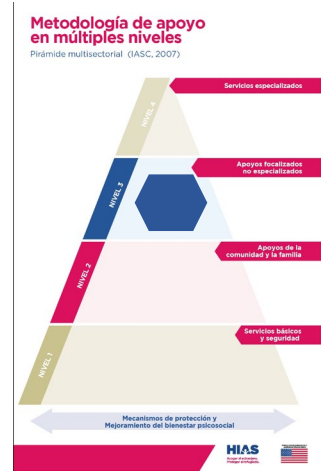 Metodología de apoyo
en múltiples niveles
Pirámide multisectorial (IASC, 2007)
NIVEL 4
Servicios especializados
NIVEL 3
Apoyos focalizados
no especializados
NIVEL 2
Apoyos de la
comunidad y la familia
NIVEL 1
Servicios básicos
y seguridad
Mecanismos de protección y
Mejoramiento del bienestar psicosocial
HIAS